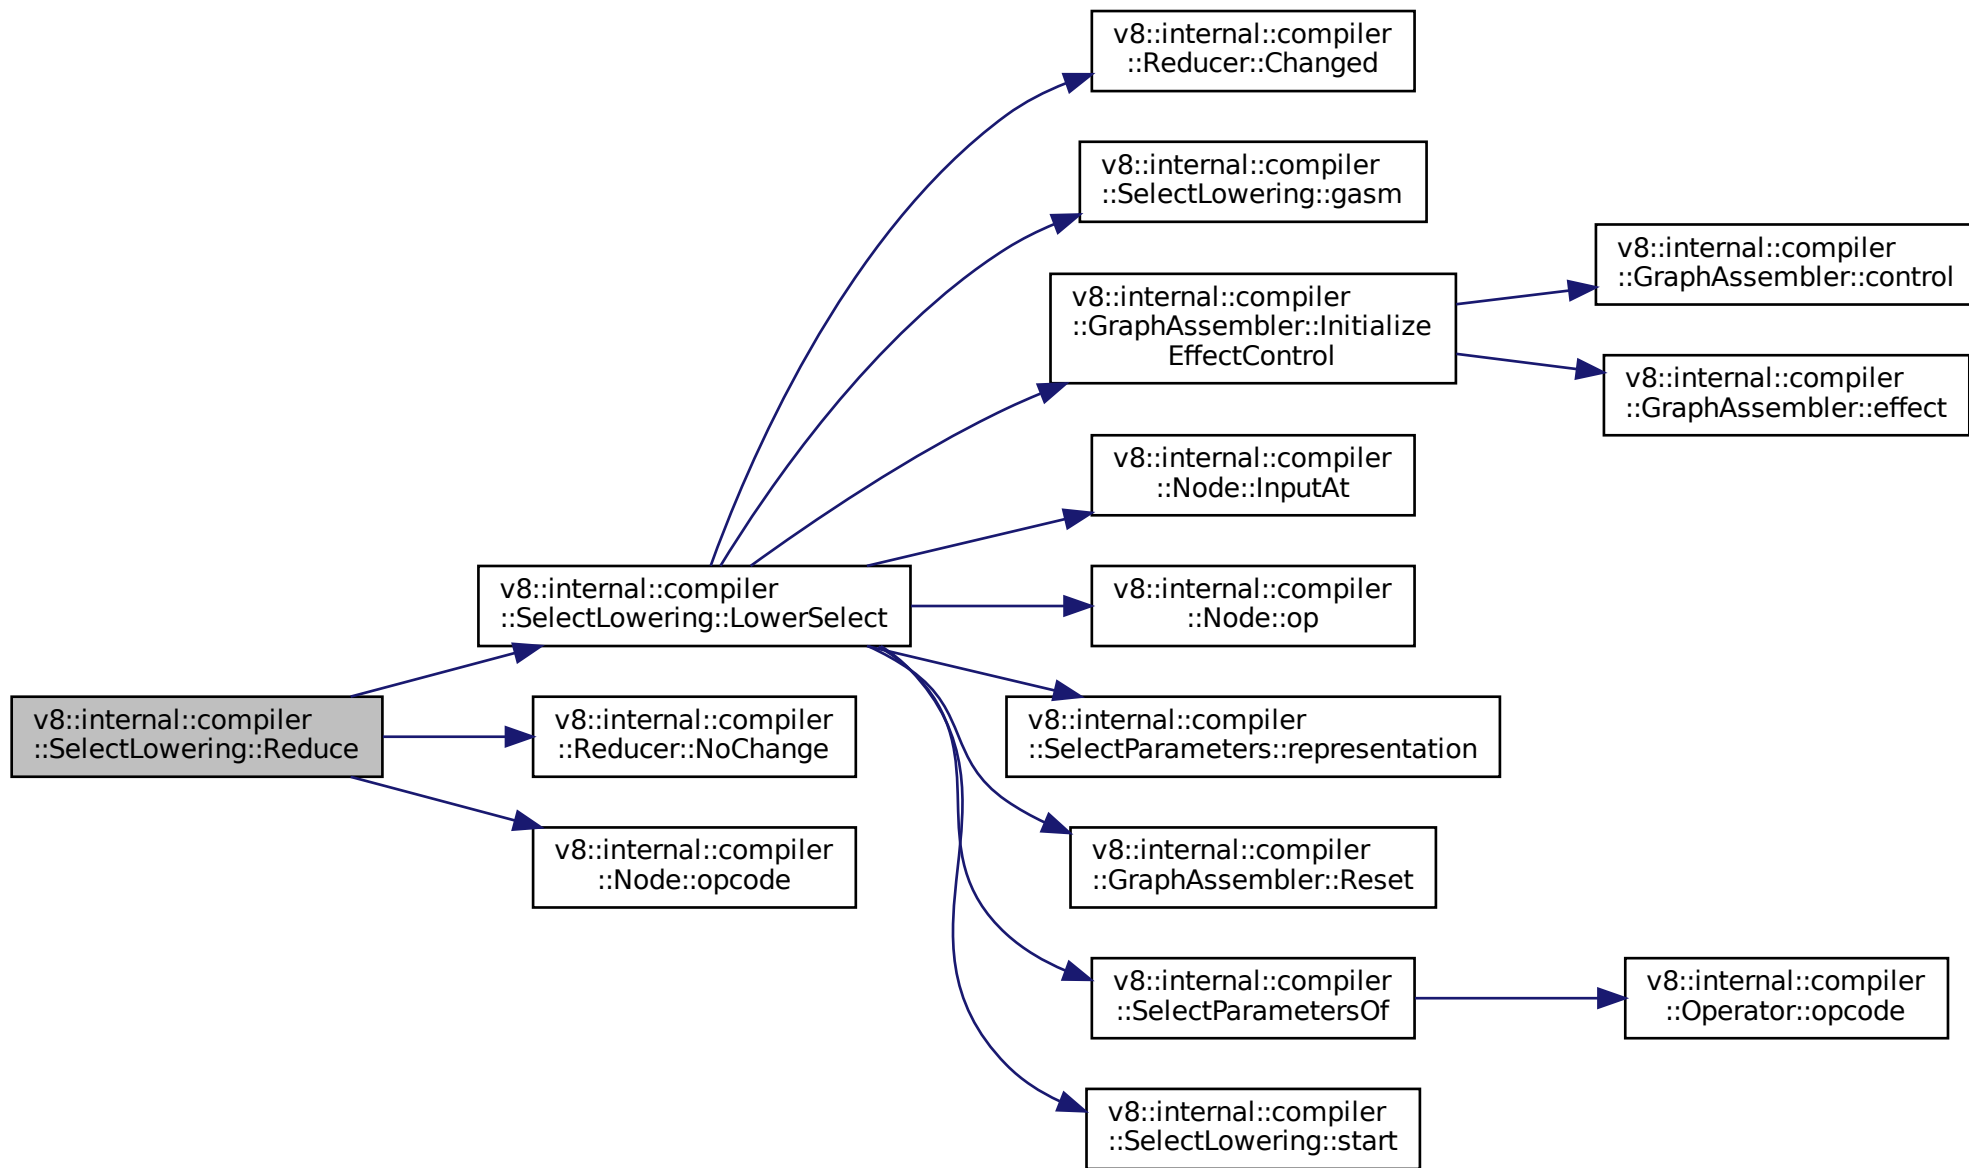 v8::internal::compiler
::Reducer::Changed
v8::internal::compiler
::SelectLowering::gasm
v8::internal::compiler
::GraphAssembler::control
v8::internal::compiler
::GraphAssembler::Initialize
EffectControl
v8::internal::compiler
::GraphAssembler::effect
v8::internal::compiler
::Node::InputAt
v8::internal::compiler
::SelectLowering::LowerSelect
v8::internal::compiler
::Node::op
v8::internal::compiler
::SelectLowering::Reduce
v8::internal::compiler
::Reducer::NoChange
v8::internal::compiler
::SelectParameters::representation
v8::internal::compiler
::Node::opcode
v8::internal::compiler
::GraphAssembler::Reset
v8::internal::compiler
::SelectParametersOf
v8::internal::compiler
::Operator::opcode
v8::internal::compiler
::SelectLowering::start